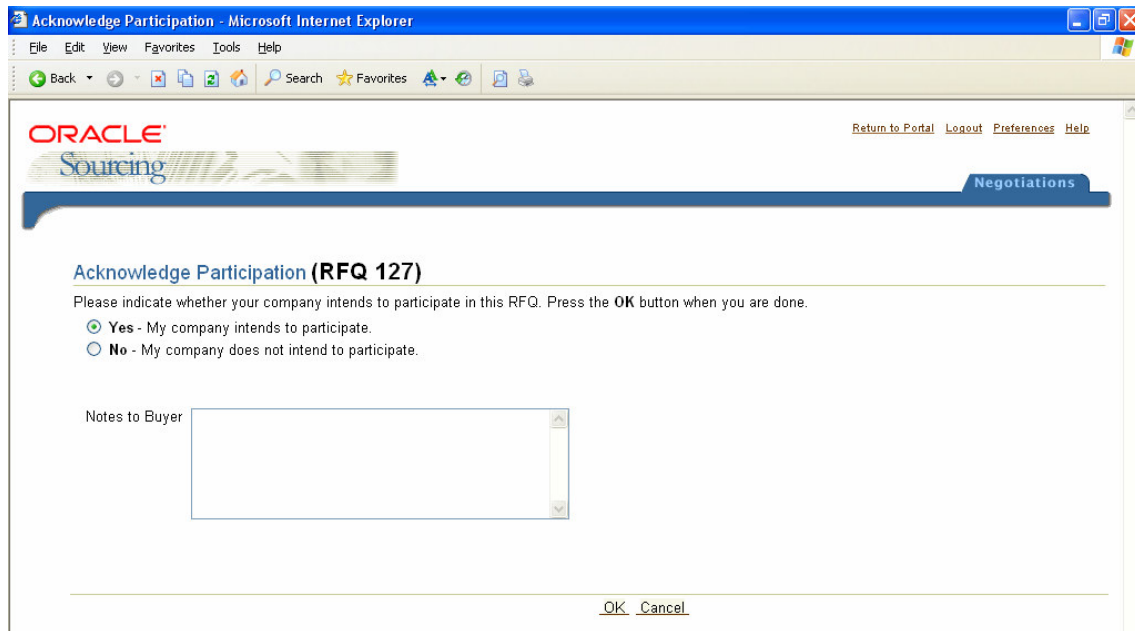 Acknowledge Participation - Microsoft Internet Explorer
File Edit View Favorites Tools Help
Back Search Favorites
ORACLE
Sourcing
Return to Portal Logout Preferences Help
Negotiations
Acknowledge Participation (RFQ 127)
Please indicate whether your company intends to participate in this RFQ. Press the OK button when you are done.
Yes - My company intends to participate.
No - My company does not intend to participate.
Notes to Buyer
OK Cancel